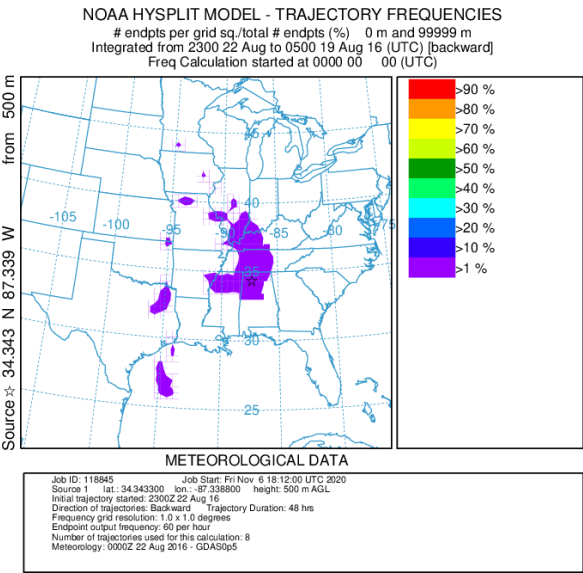 NOAA HYSPLIT MODEL - TRAJECTORY FREQUENCIES
# endpts per grid sq./total # endpts (%) 0 m and 99999 m
Integrated from 2300 22 Aug to 0500 19 Aug 16 (UTC) [backward]
Freq Calculation started at 0000 00 00 (UTC)
Source ☆ 34.343 N 87.339 W from 500 m
45
40
-105
-100
-95
-90
-85
-80
-75
35
30
-80
25
>90 %
>80 %
>70 %
>60 %
>50 %
>40 %
>30 %
>20 %
>10 %
>1 %
METEOROLOGICAL DATA
Job ID: 118845 Job Start: Fri Nov 6 18:12:00 UTC 2020
Source 1 lat.: 34.343300 lon.: -87.338800 height: 500 m AGL
Initial trajectory started: 2300Z 22 Aug 16
Direction of trajectories: Backward Trajectory Duration: 48 hrs
Frequency grid resolution: 1.0 x 1.0 degrees
Endpoint output frequency: 60 per hour
Number of trajectories used for this calculation: 8
Meteorology: 0000Z 22 Aug 2016 - GDAS0p5